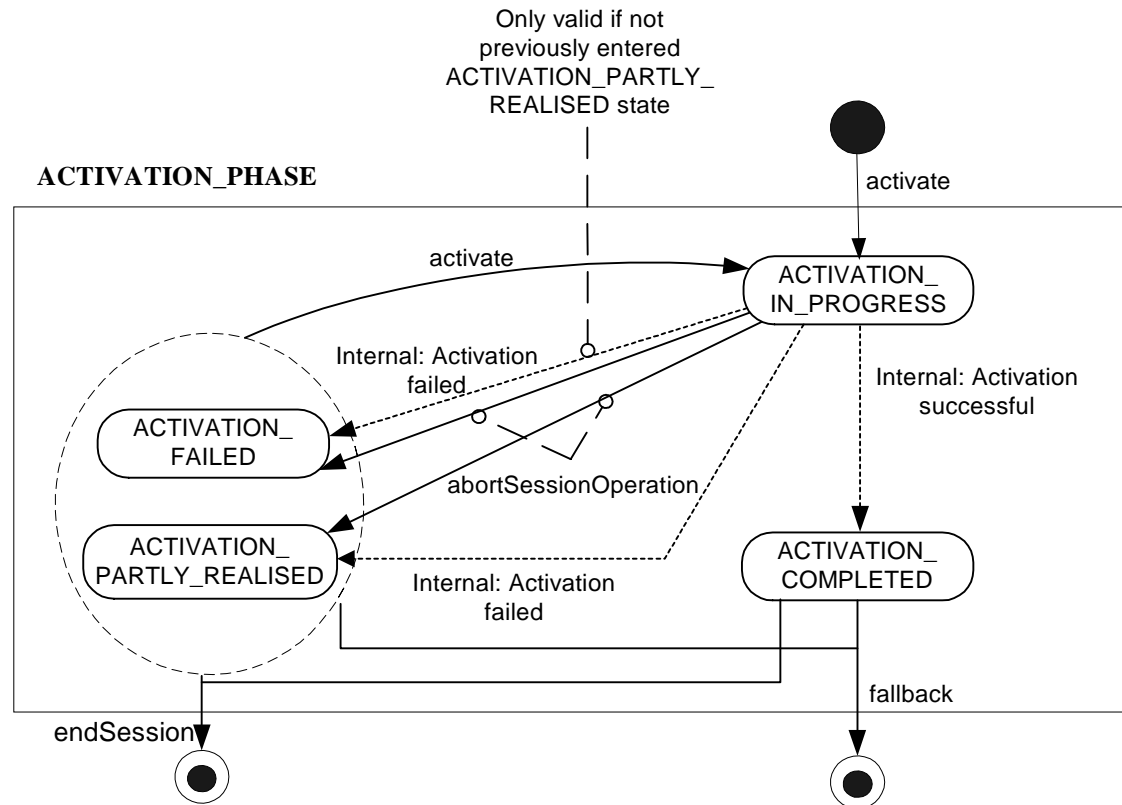 Only valid if not
previously entered
ACTIVATION_PARTLY_
REALISED state
ACTIVATION_PHASE
activate
activate
ACTIVATION_
IN_PROGRESS
Internal: Activation
failed
Internal: Activation
successful
ACTIVATION_
FAILED
abortSessionOperation
ACTIVATION_
PARTLY_REALISED
ACTIVATION_
COMPLETED
Internal: Activation
failed
fallback
endSession